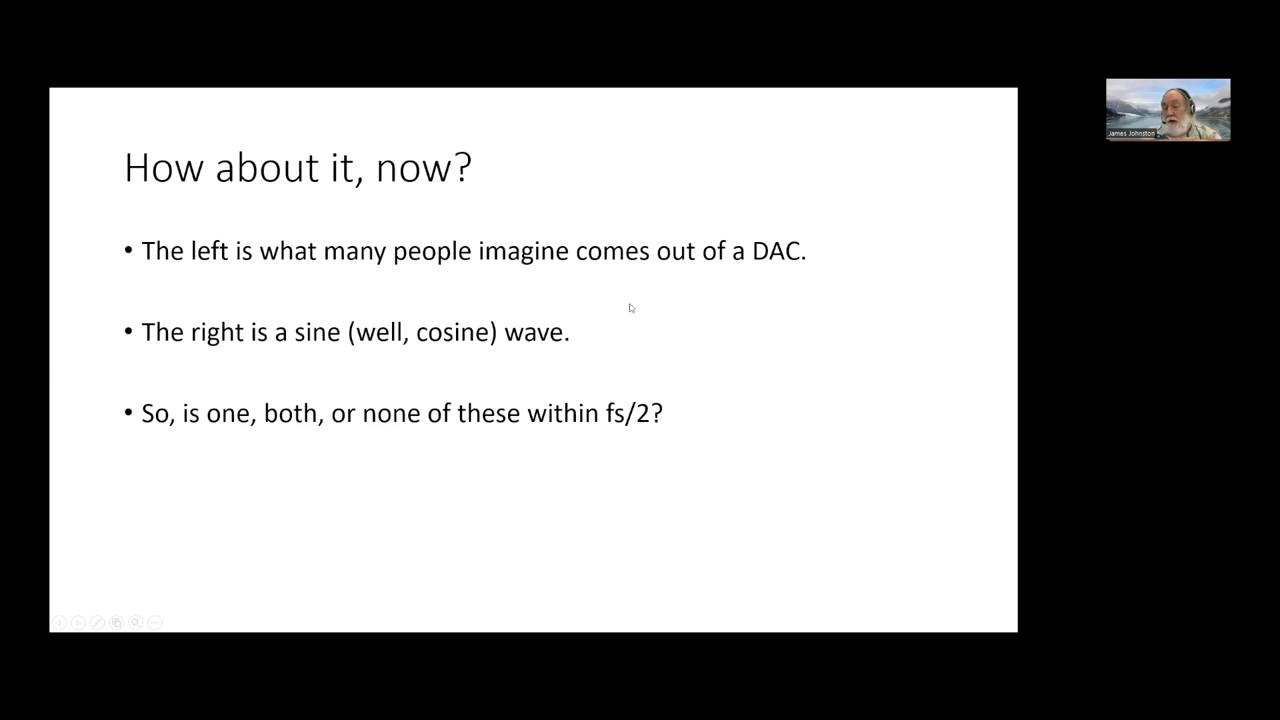 How about it, now?
• The left is what many people imagine comes out of a DAC.
• The right is a sine (well, cosine) wave.
• So, is one, both, or none of these within fs/2?
James Johnston